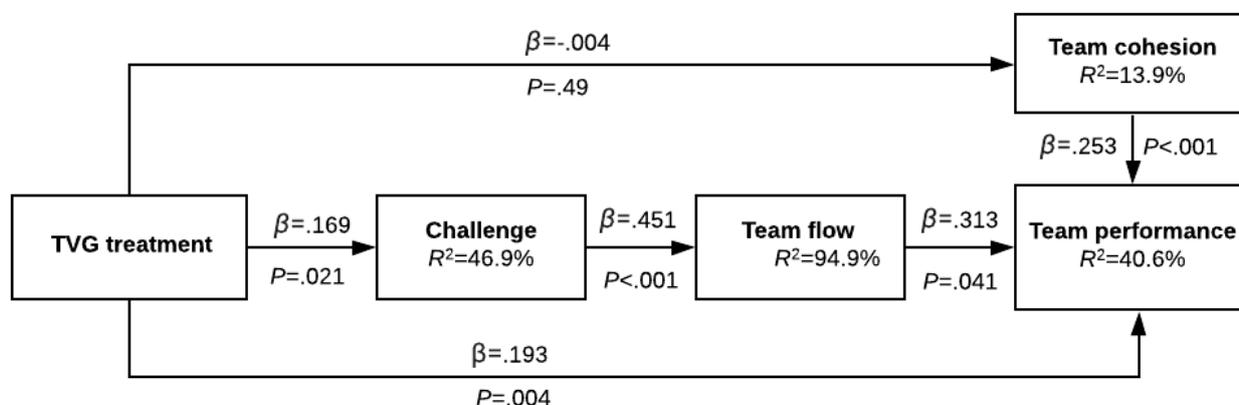 β=-.004
P=.49
Team cohesion
R²=13.9%
β=.253
P<.001
TVG treatment
β=.169
P=.021
Challenge
R²=46.9%
β=.451
P<.001
Team flow
R²=94.9%
β=.313
P=.041
Team performance
R²=40.6%
β=.193
P=.004